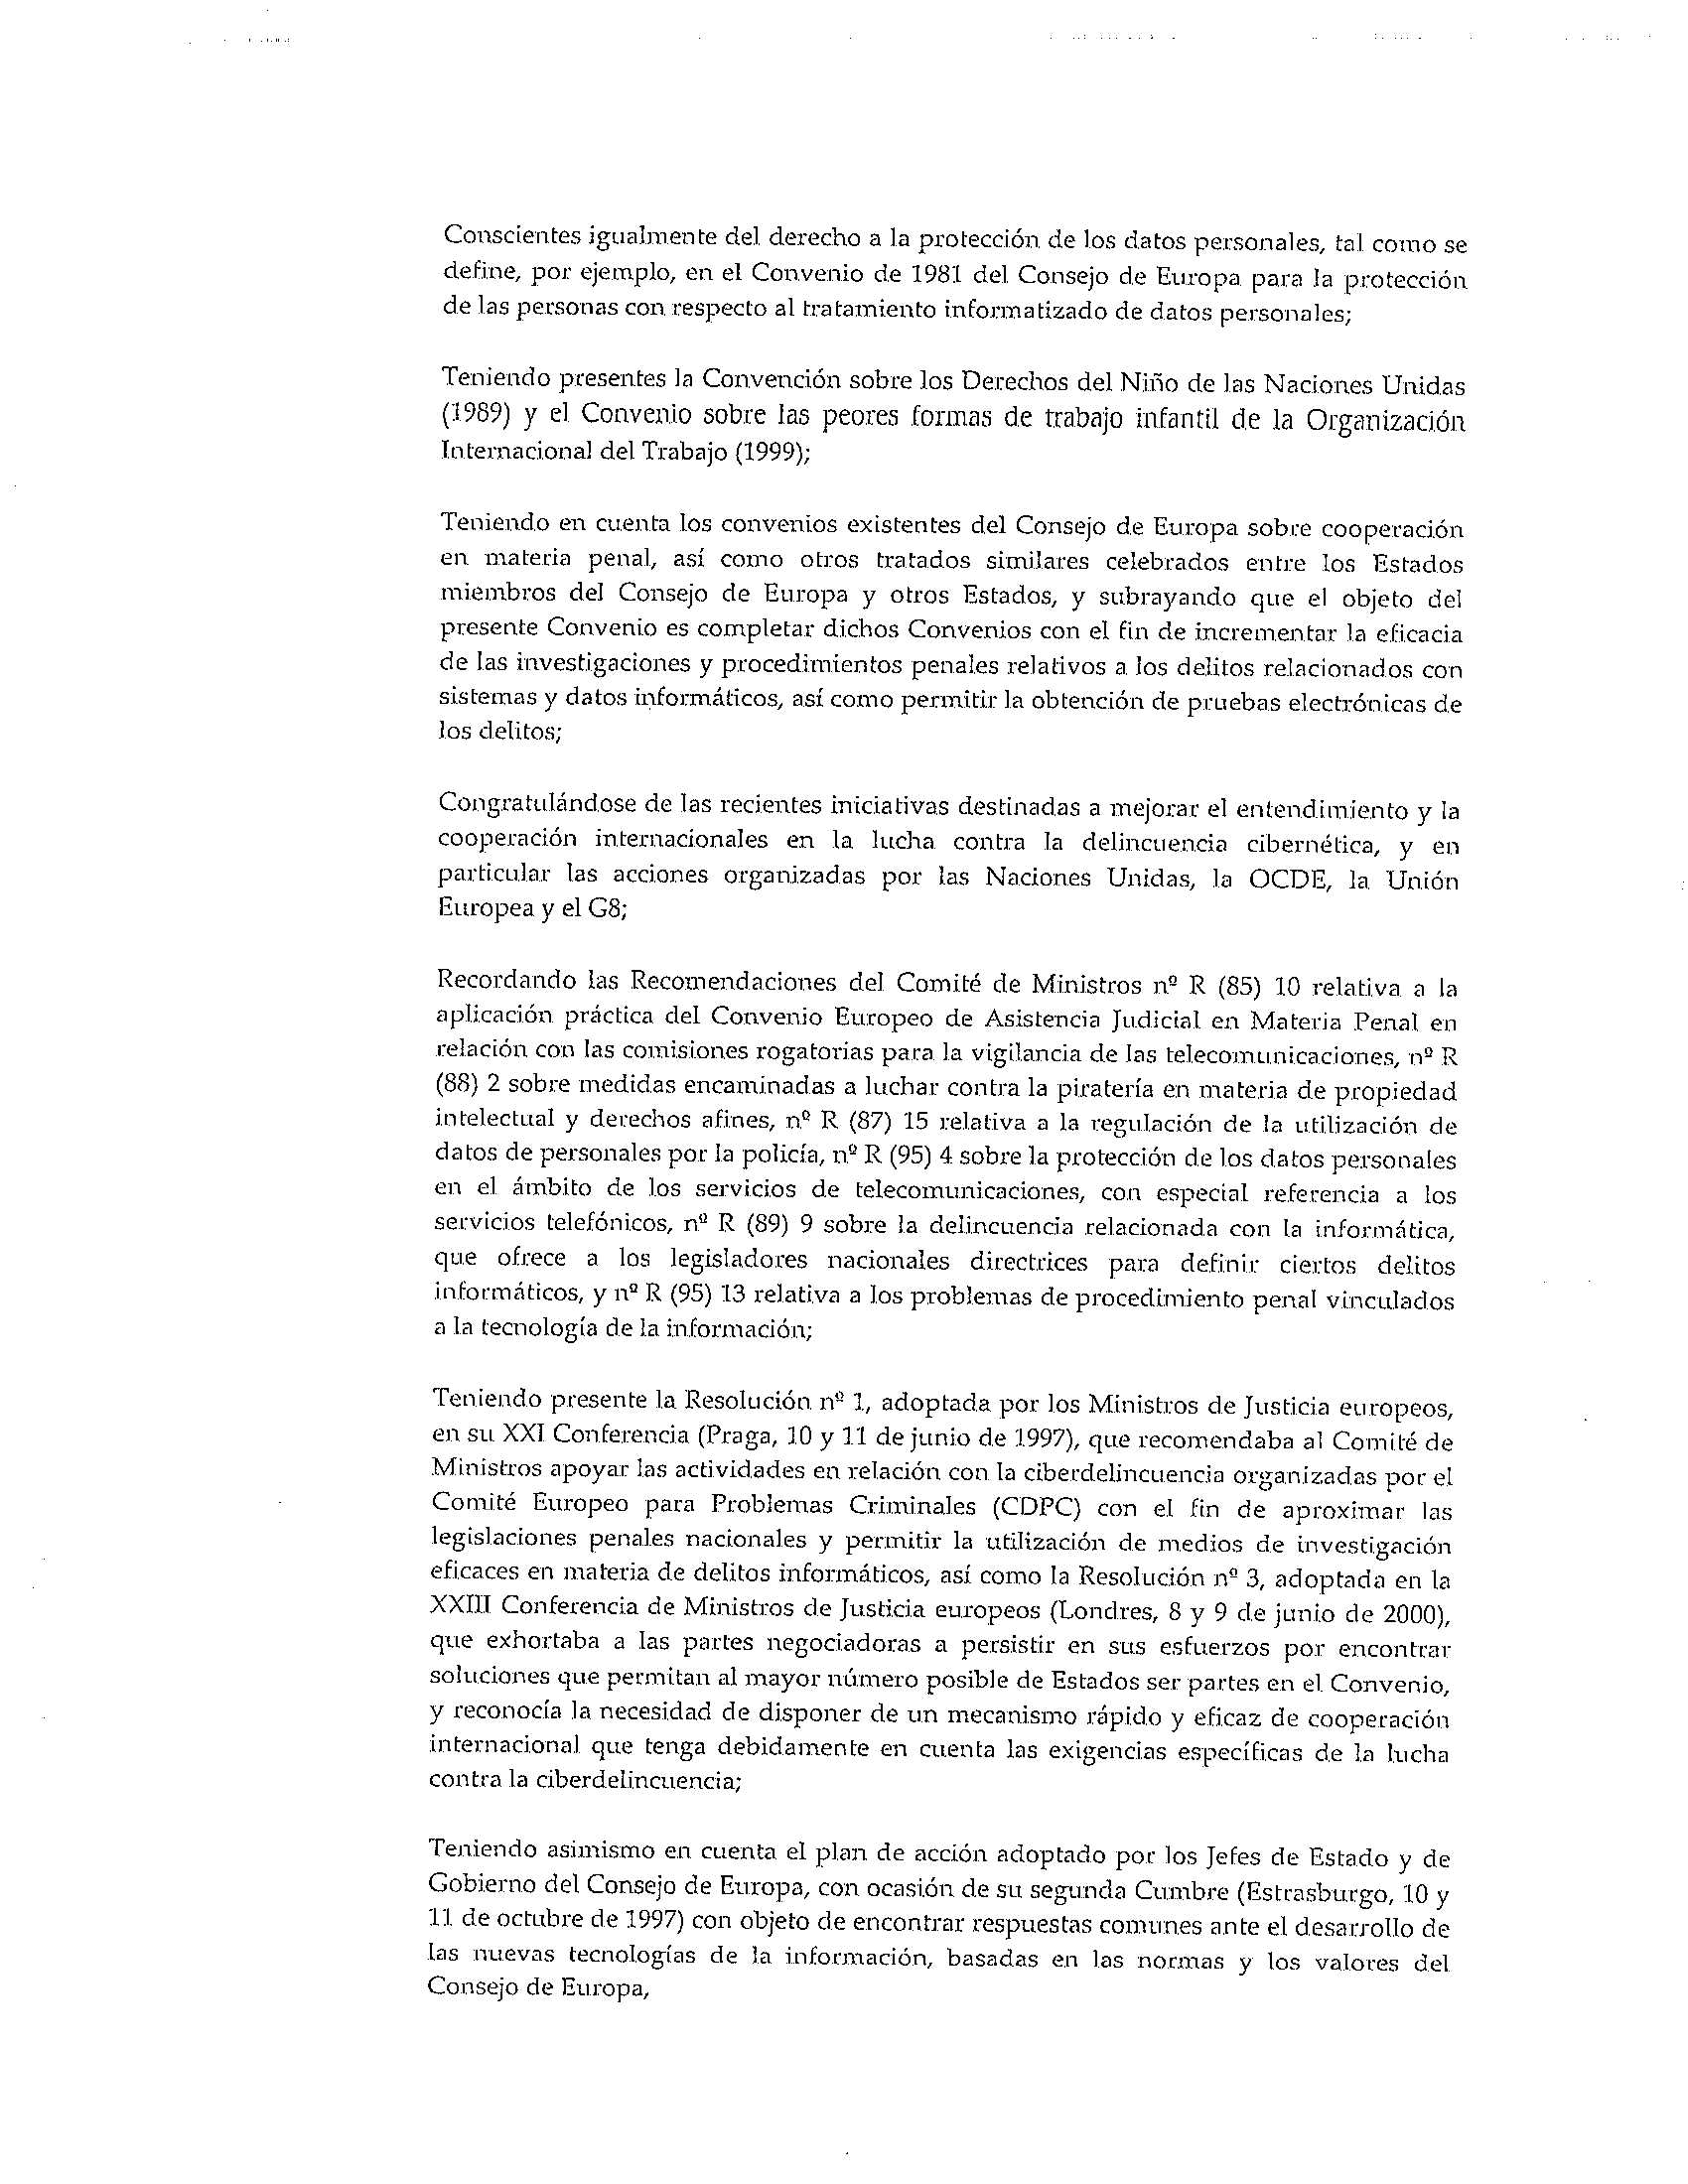 Conscientes igualmente del derecho a la protección de los datos personales, tal como se
define, por ejemplo, en el Convenio de 1981 del Consejo de Europa para la protección
de las personas con respecto al tratamiento informatizado de datos personales;
Teniendo presentes la Convención sobre los Derechos del Niño de las Naciones Unidas
(1989) y el Convenio sobre las peores formas de trabajo infantil de la Organización
Internacional del Trabajo (1999);
Teniendo en cuenta los convenios existentes del Consejo de Europa sobre cooperación
en materia penal, así como otros tratados similares celebrados entre los Estados
miembros del Consejo de Europa y otros Estados, y subrayando que el objeto del
presente Convenio es completar dichos Convenios con el fin de incrementar la eficacia
de las investigaciones y procedimientos penales relativos a los delitos relacionados con
sistemas y datos informáticos, así como permitir la obtención de pruebas electrónicas de
los delitos;
Congratulándose de las recientes iniciativas destinadas a mejorar el entendimiento y la
cooperación internacionales en la lucha contra la delincuencia cibernética, y en
particular las acciones organizadas por las Naciones Unidas, la OCDE, la Unión
Europea y el G8;
Recordando las Recomendaciones del Comité de Ministros nº R (85) 10 relativa a la
aplicación práctica del Convenio Europeo de Asistencia Judicial en Materia Penal en
relación con las comisiones rogatorias para la vigilancia de las telecomunicaciones, nº R
(88) 2 sobre medidas encaminadas a luchar contra la piratería en materia de propiedad
intelectual y derechos afines, nº R (87) 15 relativa a la regulación de la utilización de
datos de personales por la policía, nº R (95) 4 sobre la protección de los datos personales
en el ámbito de los servicios de telecomunicaciones, con especial referencia a los
servicios telefónicos, nº R (89) 9 sobre la delincuencia relacionada con la informática,
que ofrece a los legisladores nacionales directrices para definir ciertos delitos
informáticos, y nº R (95) 13 relativa a los problemas de procedimiento penal vinculados
a la tecnología de la información;
Teniendo presente la Resolución nº 1, adoptada por los Ministros de Justicia europeos,
en su XXI Conferencia (Praga, 10 y 11 de junio de 1997), que recomendaba al Comité de
Ministros apoyar las actividades en relación con la ciberdelincuencia organizadas por el
Comité Europeo para Problemas Criminales (CDPC) con el fin de aproximar las
legislaciones penales nacionales y permitir la utilización de medios de investigación
eficaces en materia de delitos informáticos, así como la Resolución nº 3, adoptada en la
XXIII Conferencia de Ministros de Justicia europeos (Londres, 8 y 9 de junio de 2000),
que exhortaba a las partes negociadoras a persistir en sus esfuerzos por encontrar
soluciones que permitan al mayor número posible de Estados ser partes en el Convenio,
y reconocía la necesidad de disponer de un mecanismo rápido y eficaz de cooperación
internacional que tenga debidamente en cuenta las exigencias específicas de la lucha
contra la ciberdelincuencia;
Teniendo asimismo en cuenta el plan de acción adoptado por los Jefes de Estado y de
Gobierno del Consejo de Europa, con ocasión de su segunda Cumbre (Estrasburgo, 10 y
11 de octubre de 1997) con objeto de encontrar respuestas comunes ante el desarrollo de
las nuevas tecnologías de la información, basadas en las normas y los valores del
Consejo de Europa,